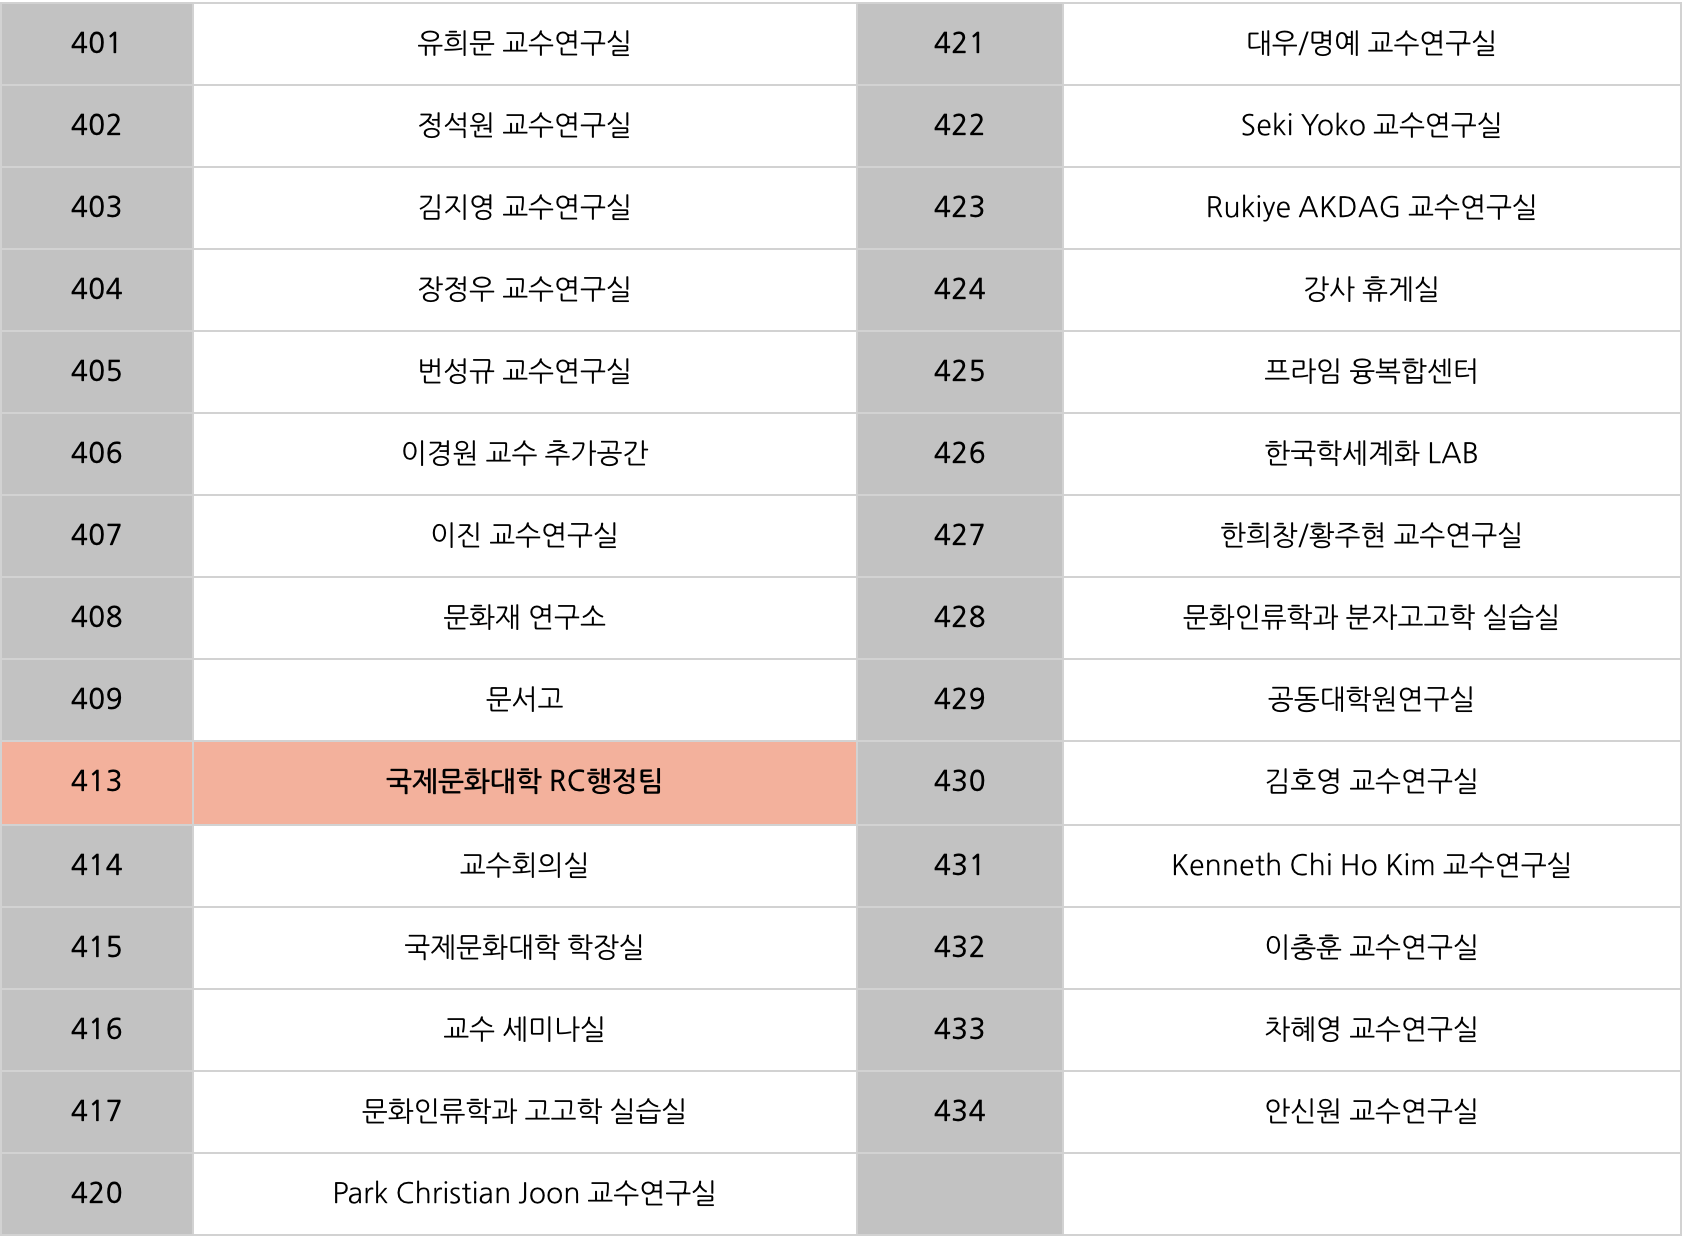 401 유희문 교수연구실 421 대우/명예 교수연구실
402 정석원 교수연구실 422 Seki Yoko 교수연구실
403 김지영 교수연구실 423 Rukiye AKDAG 교수연구실
404 장정우 교수연구실 424 강사 휴게실
405 번성규 교수연구실 425 프라임 융복합센터
406 이경원 교수 추가공간 426 한국학세계화 LAB
407 이진 교수연구실 427 한희창/황주현 교수연구실
408 문화재 연구소 428 문화인류학과 분자고고학 실습실
409 문서고 429 공동대학원연구실
413 국제문화대학 RC행정팀 430 김호영 교수연구실
414 교수회의실 431 Kenneth Chi Ho Kim 교수연구실
415 국제문화대학 학장실 432 이충훈 교수연구실
416 교수 세미나실 433 차혜영 교수연구실
417 문화인류학과 고고학 실습실 434 안신원 교수연구실
420 Park Christian Joon 교수연구실